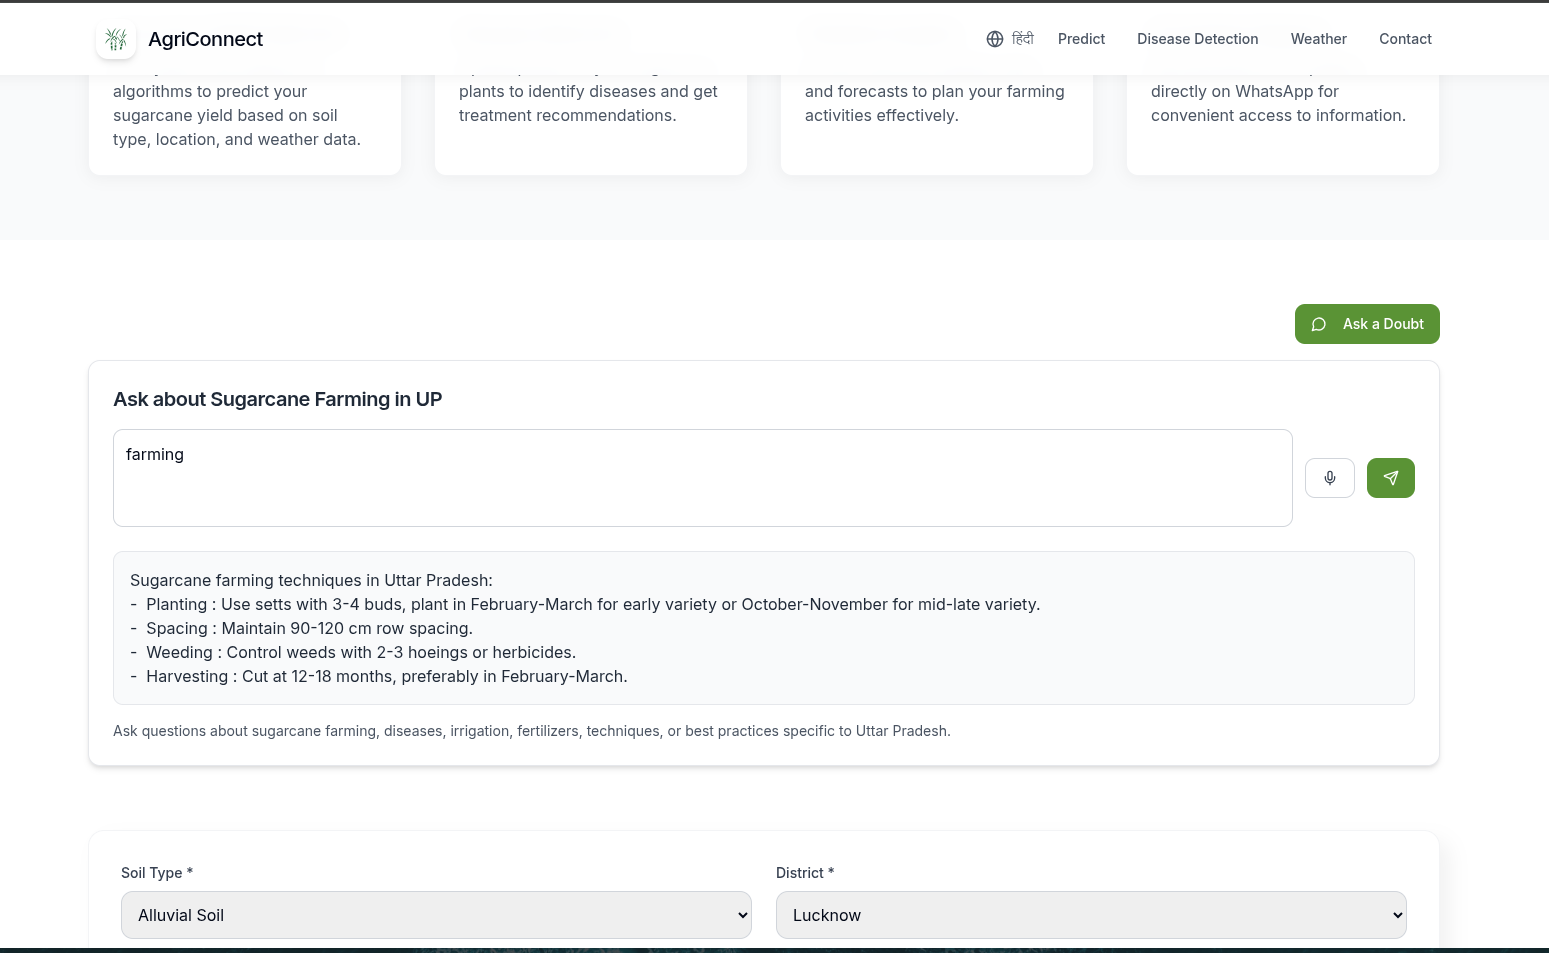 AgriConnect
हिंदी
Predict
Disease Detection
Weather
Contact
algorithms to predict your
sugarcane yield based on soil
type, location, and weather data.
plants to identify diseases and get
treatment recommendations.
and forecasts to plan your farming
activities effectively.
directly on WhatsApp for
convenient access to information.
Ask a Doubt
Ask about Sugarcane Farming in UP
farming
Sugarcane farming techniques in Uttar Pradesh:
- Planting : Use setts with 3-4 buds, plant in February-March for early variety or October-November for mid-late variety.
- Spacing : Maintain 90-120 cm row spacing.
- Weeding : Control weeds with 2-3 hoeings or herbicides.
- Harvesting : Cut at 12-18 months, preferably in February-March.
Ask questions about sugarcane farming, diseases, irrigation, fertilizers, techniques, or best practices specific to Uttar Pradesh.
Soil Type *
District *
Alluvial Soil
Lucknow